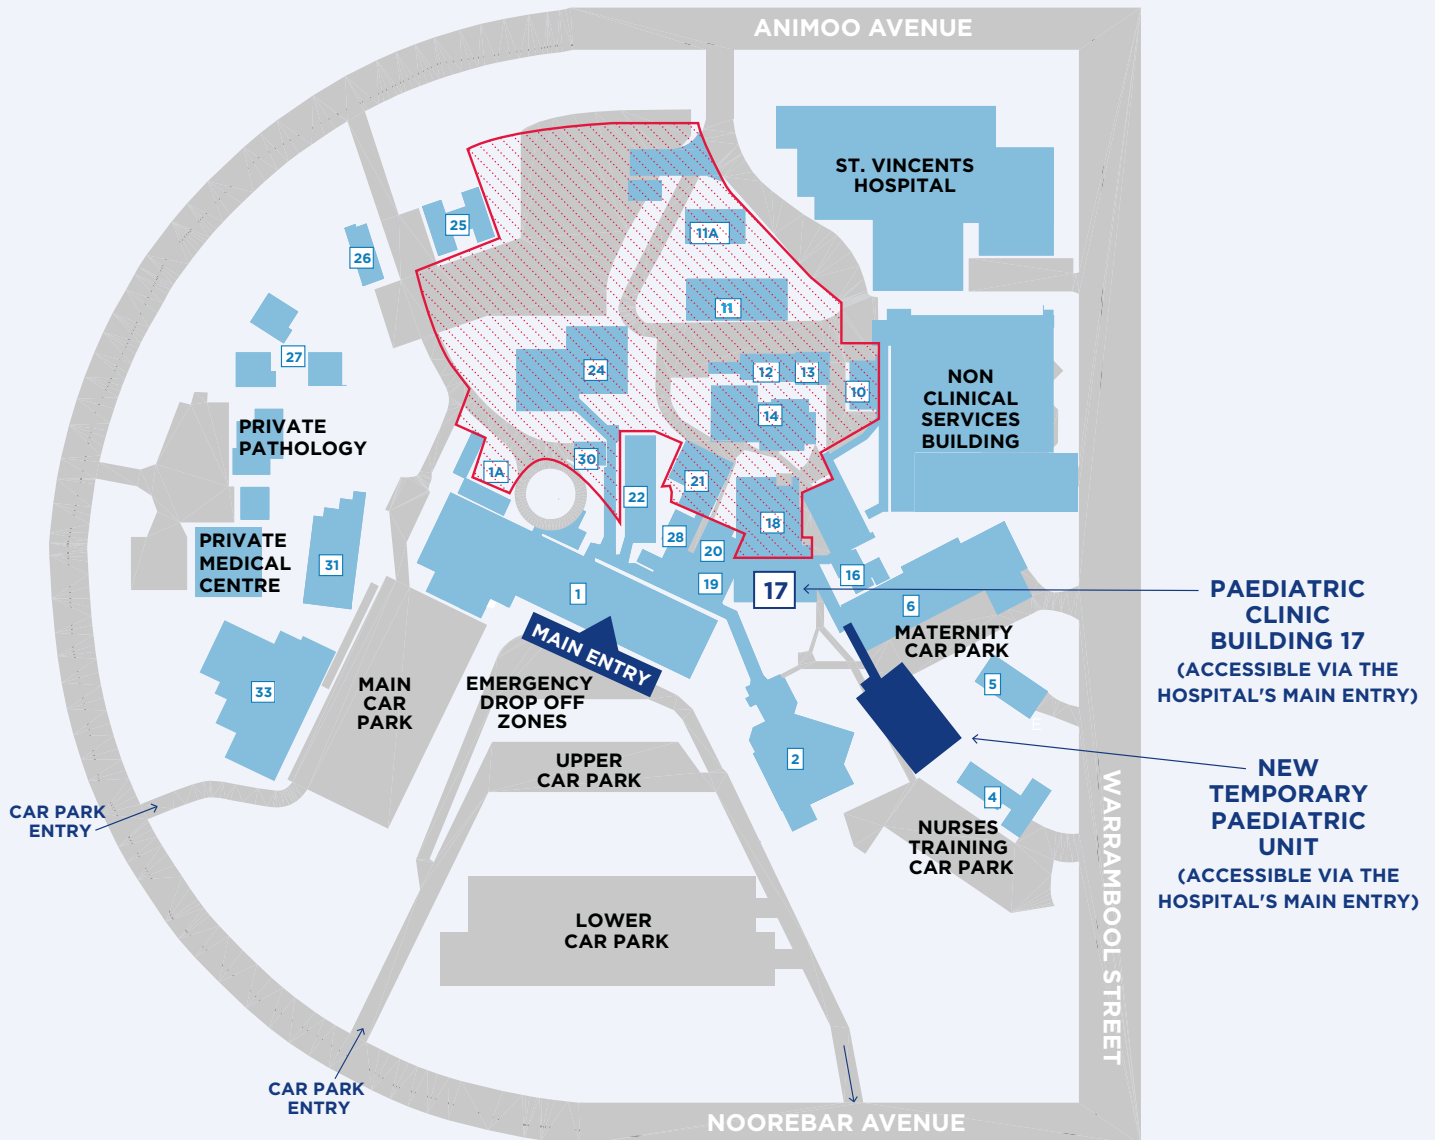 ANIMOO AVENUE
ST. VINCENTS
HOSPITAL
25
11A
26
11
27
24
12
13
10
14
NON
CLINICAL
SERVICES
BUILDING
PRIVATE
PATHOLOGY
30
1A
21
22
18
28
20
PRIVATE
MEDICAL
CENTRE
31
16
19
17
1
6
PAEDIATRIC
CLINIC
BUILDING 17
(ACCESSIBLE VIA THE
HOSPITAL'S MAIN ENTRY)
MAIN ENTRY
MATERNITY
CAR PARK
33
MAIN
CAR
PARK
EMERGENCY
DROP OFF
ZONES
5
2
UPPER
CAR PARK
NEW
TEMPORARY
PAEDIATRIC
UNIT
(ACCESSIBLE VIA THE
HOSPITAL'S MAIN ENTRY)
4
CAR PARK
ENTRY
NURSES
TRAINING
CAR PARK
WARRAMBOOL STREET
LOWER
CAR PARK
CAR PARK
ENTRY
NOOREBAR AVENUE